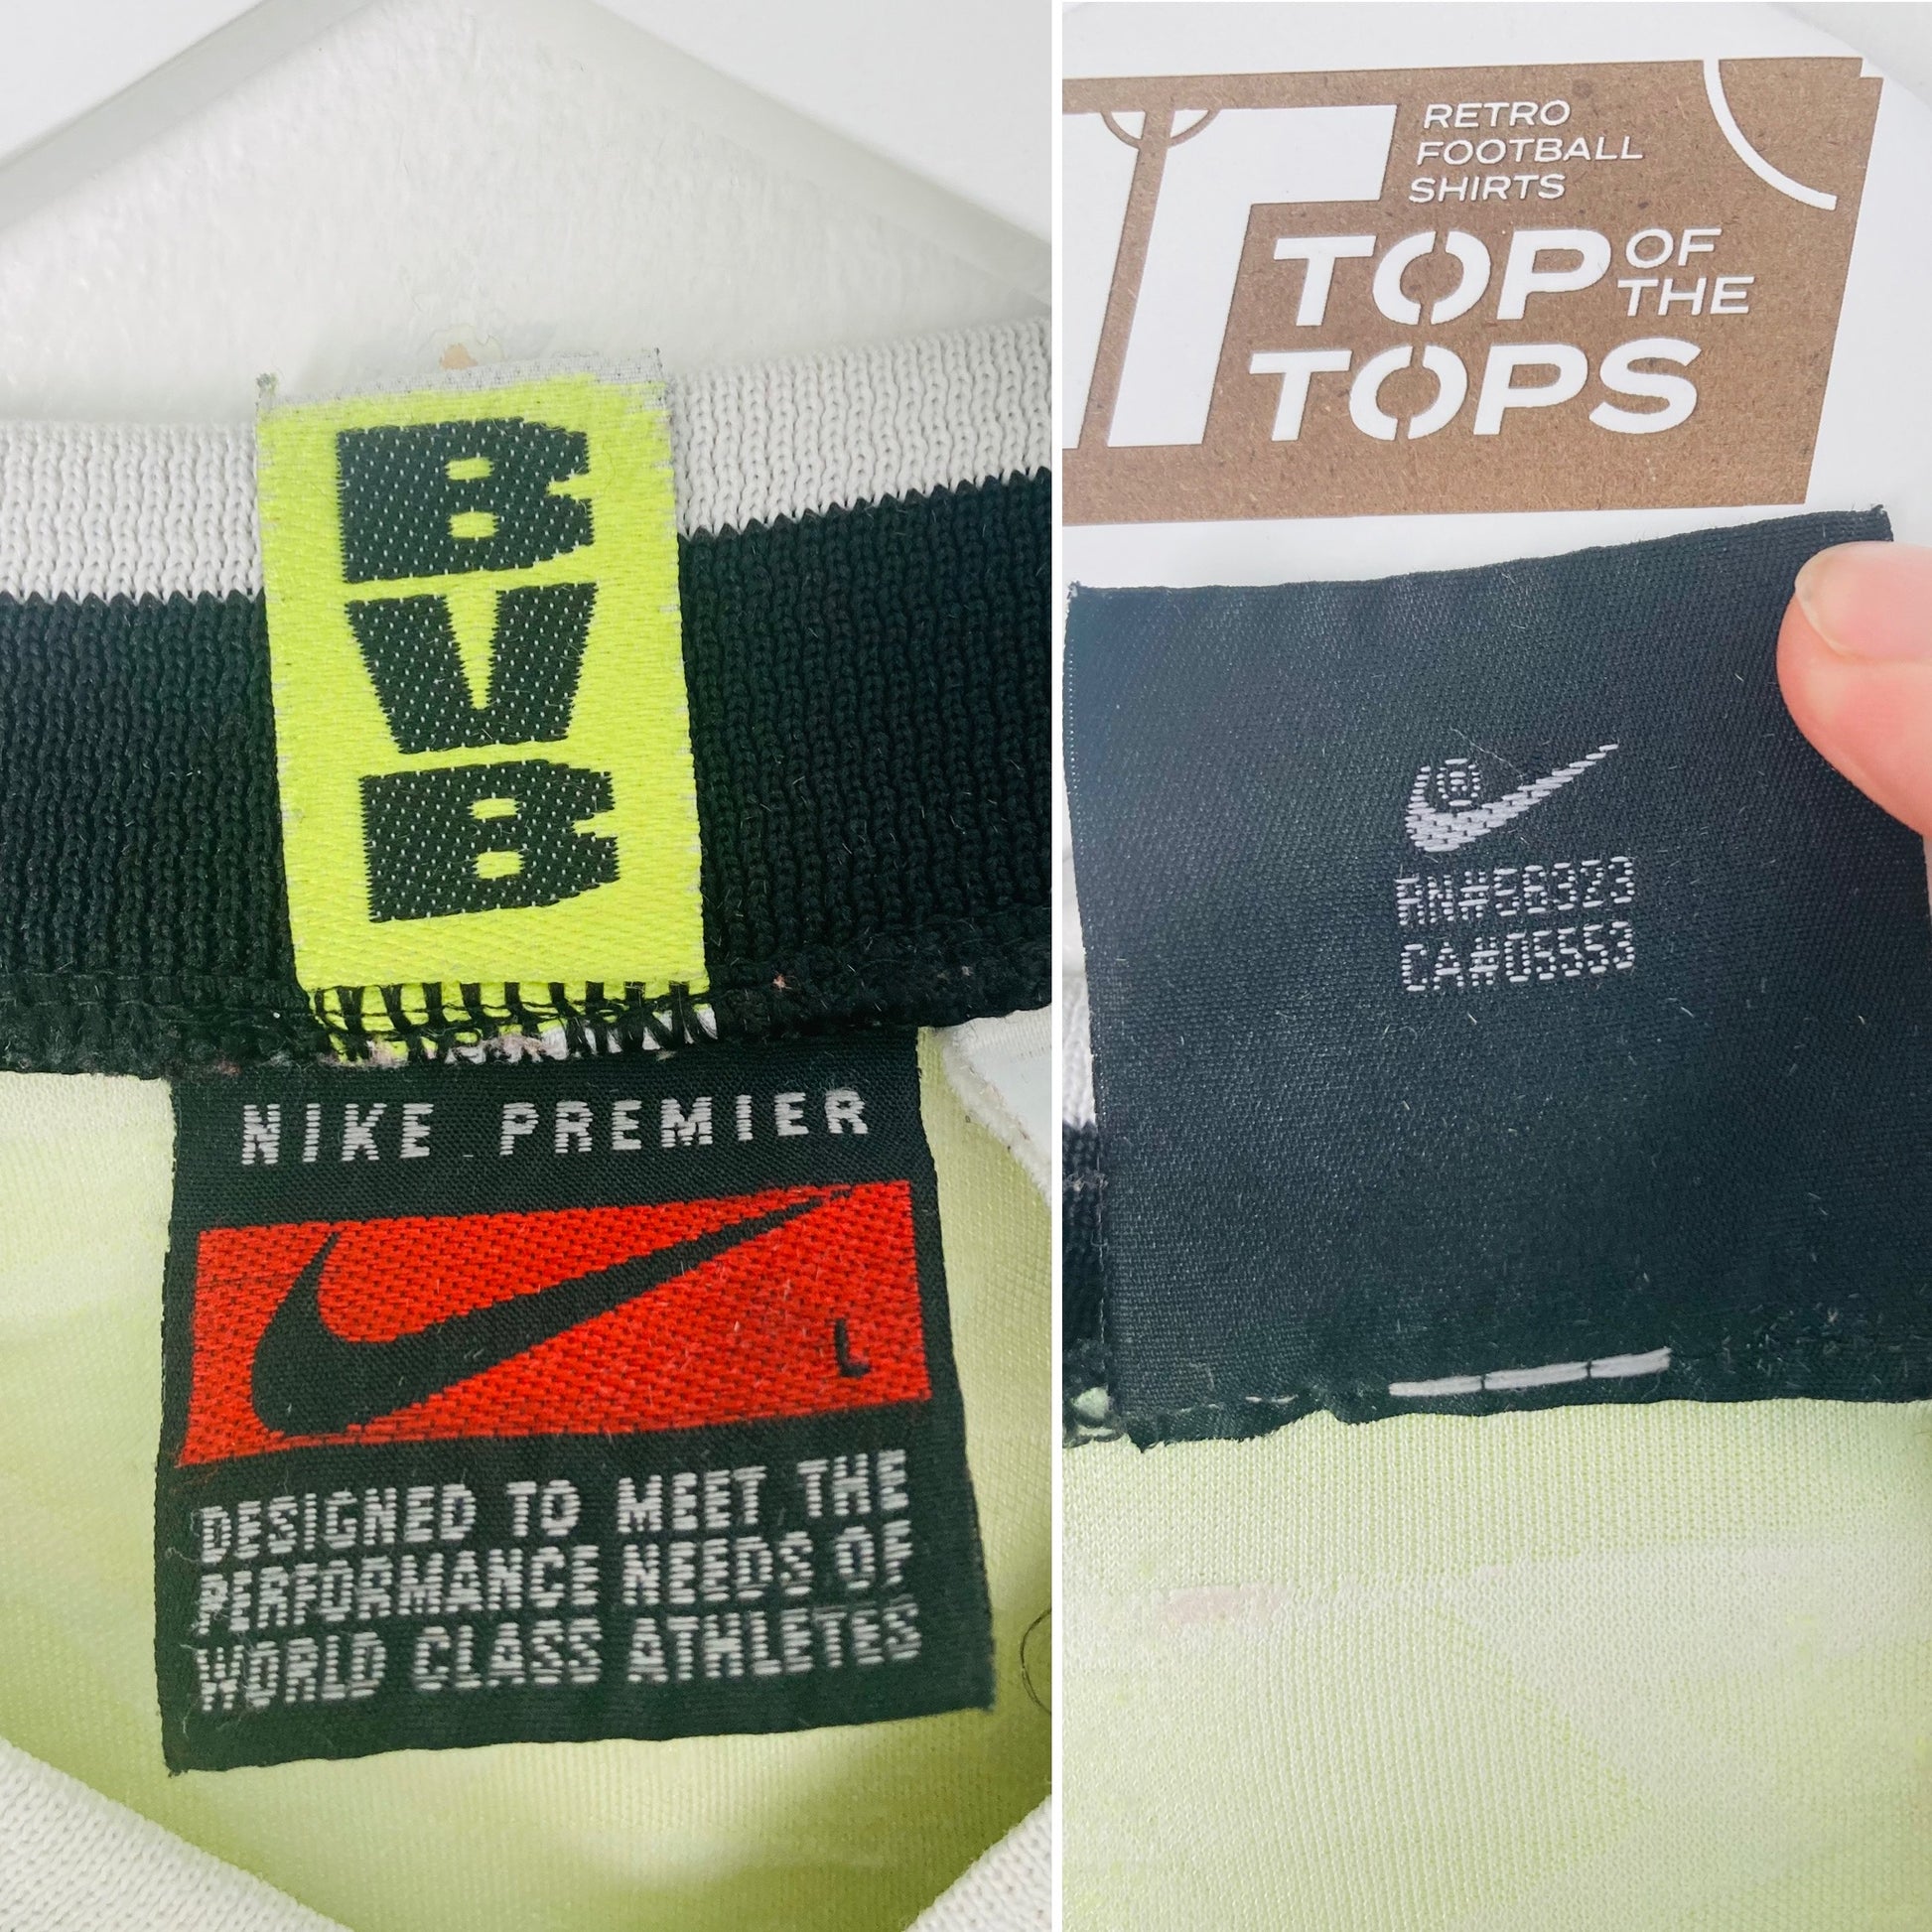 B
V
B
NIKE PREMIER
L
DESIGNED TO MEET THE
PERFORMANCE NEEDS OF
WORLD CLASS ATHLETES
RETRO
FOOTBALL
SHIRTS
TOP OF
THE
TOPS
®
RN#56323
CA#05553